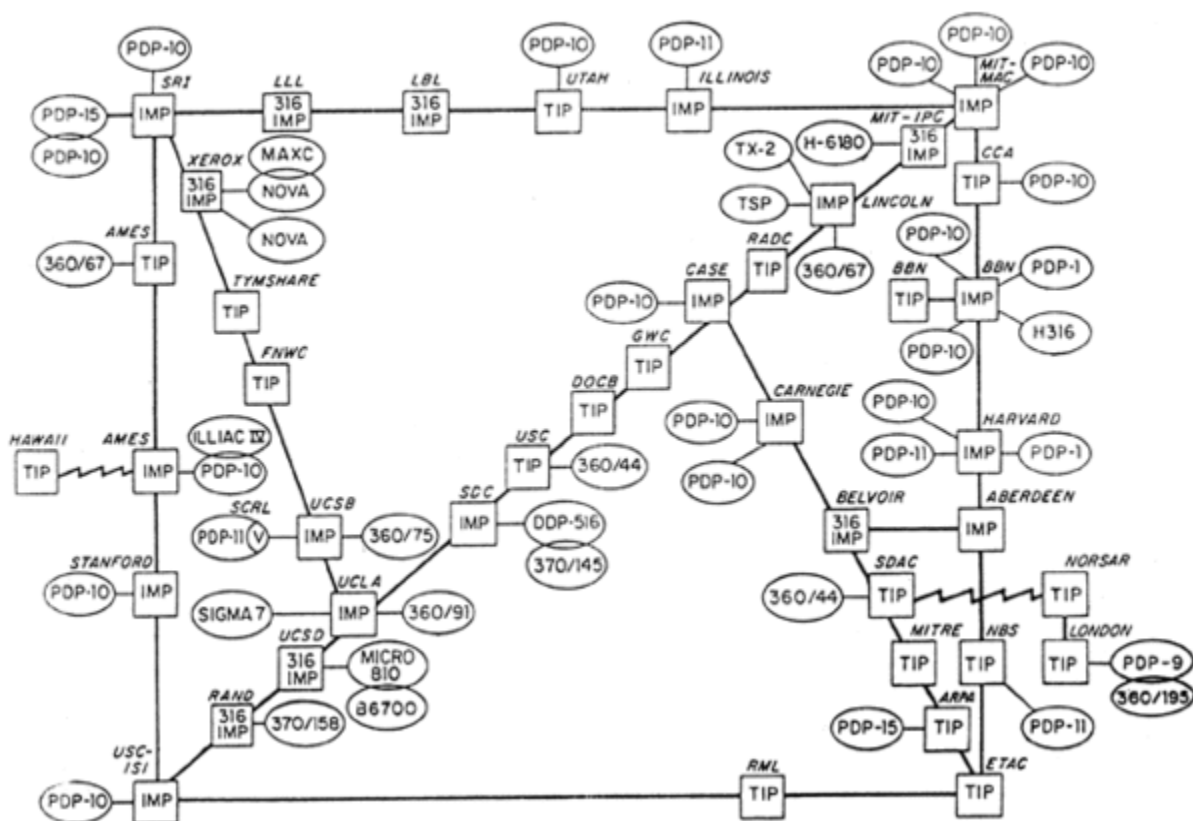 PDP-10
PDP-10
PDP-11
PDP-10
SRI
LLL
LBL
UTAH
ILLINOIS
PDP-10
MIT-
MAC
PDP-10
PDP-15
IMP
316
IMP
316
IMP
TIP
IMP
IMP
PDP-10
MIT-IPC
XEROX
MAXC
TX-2
H-6180
316
IMP
CCA
316
IMP
NOVA
TSP
IMP
LINCOLN
TIP
PDP-10
NOVA
AMES
RADC
PDP-10
360/67
TIP
TYMSHARE
CASE
TIP
360/67
BBN
BBN
PDP-1
TIP
PDP-10
IMP
TIP
IMP
GWC
PDP-10
H316
FNWC
TIP
TIP
DOCB
CARNEGIE
PDP-10
TIP
PDP-10
IMP
HARVARD
HAWAII
AMES
ILLIAC IV
USC
PDP-11
IMP
PDP-1
TIP
IMP
PDP-10
TIP
360/44
PDP-10
SCRL
UCSB
SDC
BELVOIR
ABERDEEN
PDP-11
V
IMP
360/75
IMP
DDP-516
316
IMP
IMP
STANFORD
370/145
SDAC
NORSAR
PDP-10
IMP
UCLA
360/44
TIP
TIP
SIGMA 7
IMP
360/91
UCSD
MITRE
NBS
LONDON
316
IMP
MICRO
810
TIP
TIP
TIP
PDP-9
RAND
B6700
ARPA
360/195
316
IMP
370/158
PDP-15
TIP
PDP-11
USC-
ISI
RML
ETAC
PDP-10
IMP
TIP
TIP